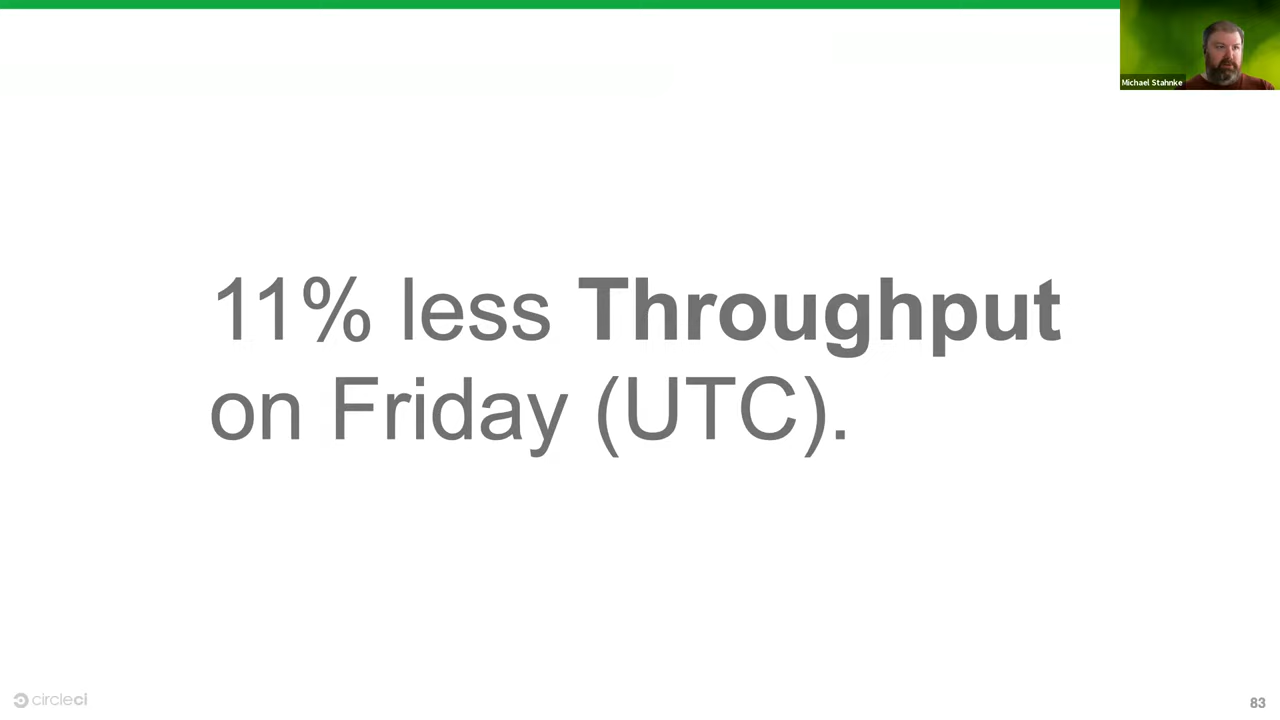 Michael Stahnke
11% less Throughput
on Friday (UTC).
circleci
83